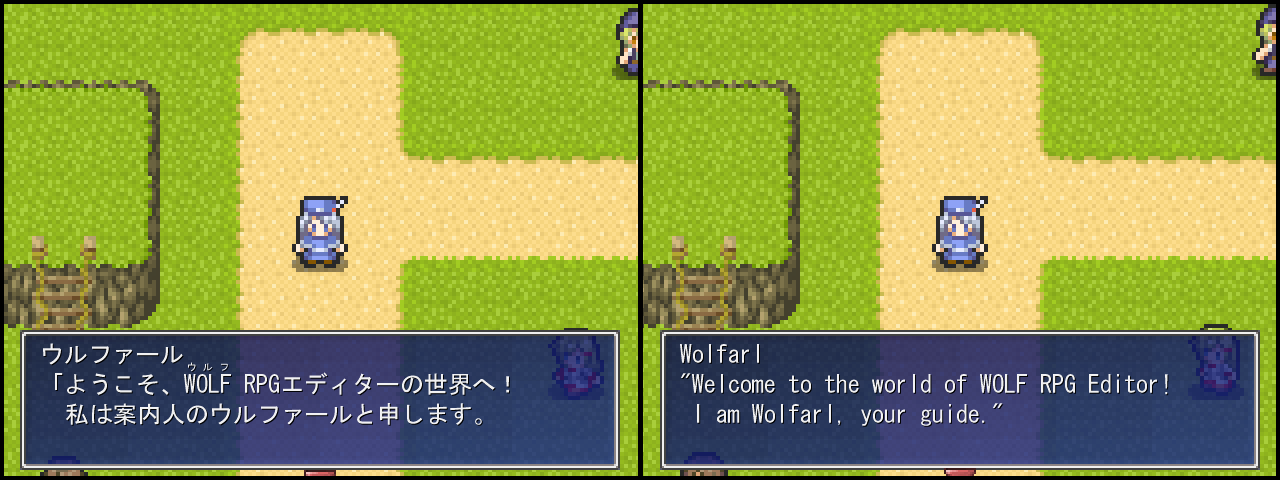 ウルファール
ウルフ
「ようこそ、WOLF RPGエディターの世界へ！
私は案内人のウルファールと申します。
Wolfarl
"Welcome to the world of WOLF RPG Editor!
I am Wolfarl, your guide."